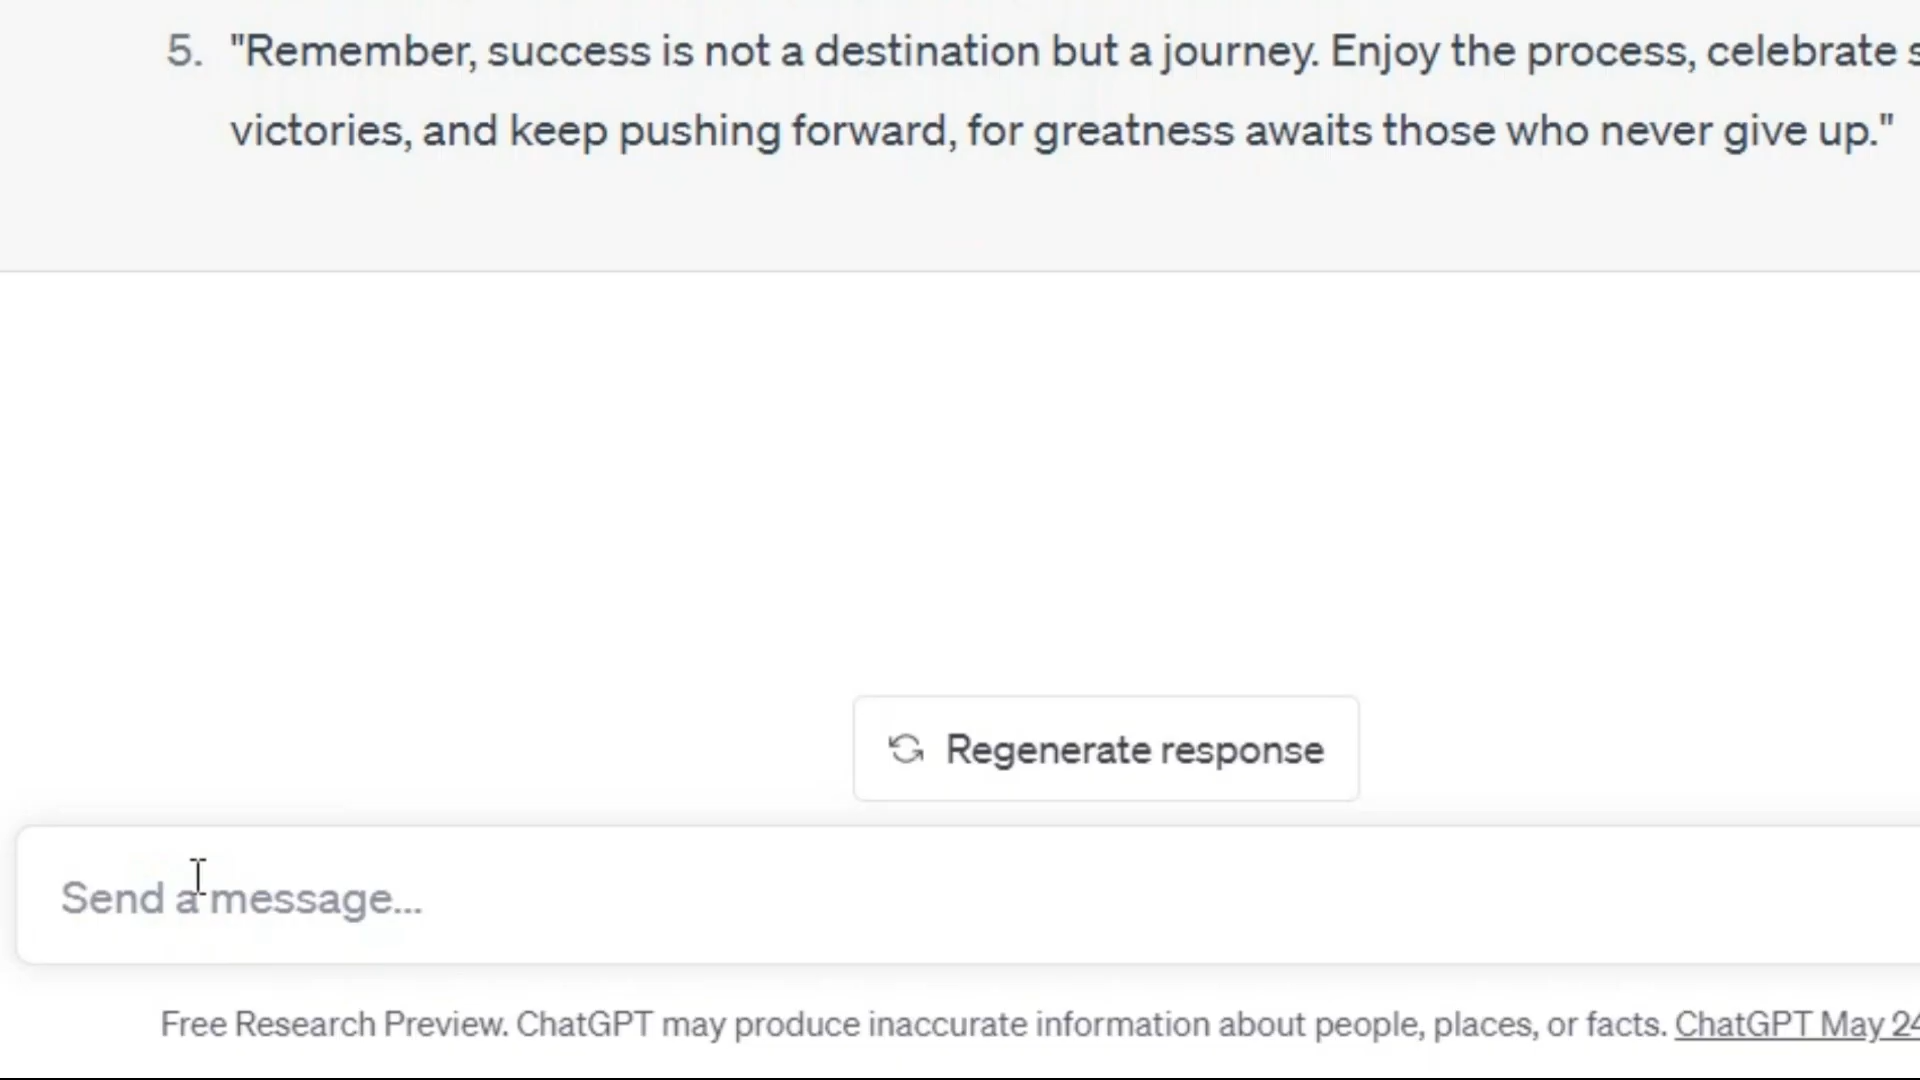 5. "Remember, success is not a destination but a journey. Enjoy the process, celebrate
victories, and keep pushing forward, for greatness awaits those who never give up."
Regenerate response
Send a message...
Free Research Preview. ChatGPT may produce inaccurate information about people, places, or facts. ChatGPT May 24